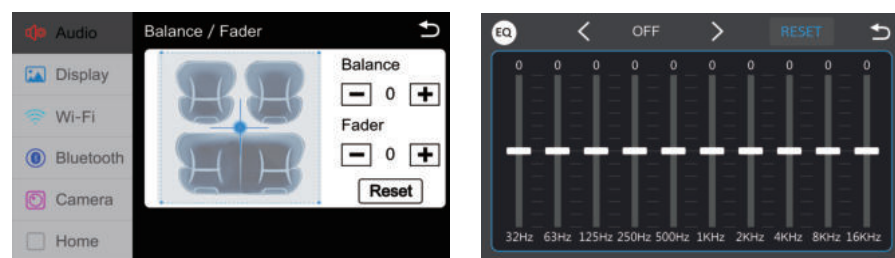 Audio
Display
Wi-Fi
Bluetooth
Camera
Home
Balance / Fader
Balance
0
Fader
0
Reset
EQ
OFF
RESET
0 0 0 0 0 0 0 0 0 0
32Hz 63Hz 125Hz 250Hz 500Hz 1KHz 2KHz 4KHz 8KHz 16KHz